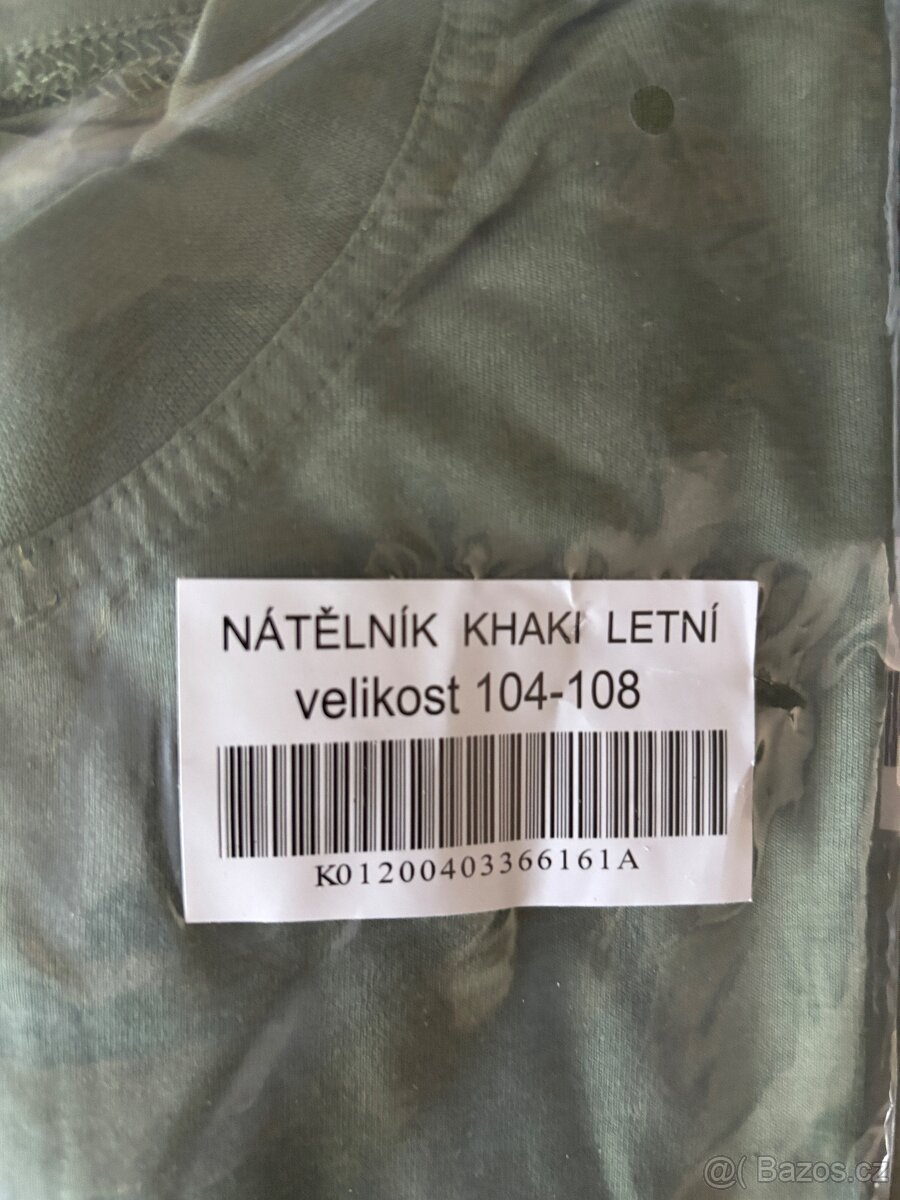 NÁTĚLNÍK KHAKI LETNÍ
velikost 104-108
K01200403366161A
@( Bazos.cz